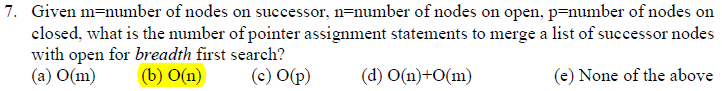 7. Given m=number of nodes on successor, n=number of nodes on open, p=number of nodes on
closed, what is the number of pointer assignment statements to merge a list of successor nodes
with open for breadth first search?
(a) O(m) (b) O(n) (c) O(p) (d) O(n)+O(m) (e) None of the above